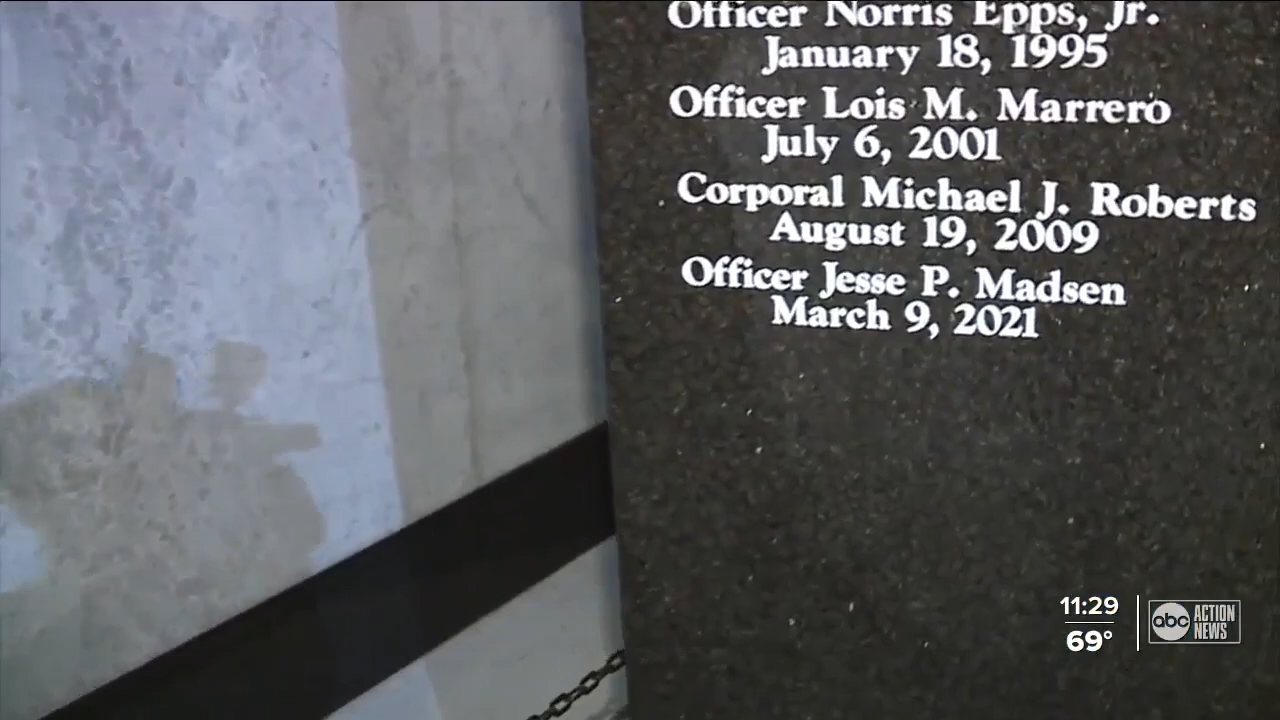 Officer Norris Epps, Jr.
January 18, 1995
Officer Lois M. Marrero
July 6, 2001
Corporal Michael J. Roberts
August 19, 2009
Officer Jesse P. Madsen
March 9, 2021
11:29
69°
abc
ACTION
NEWS